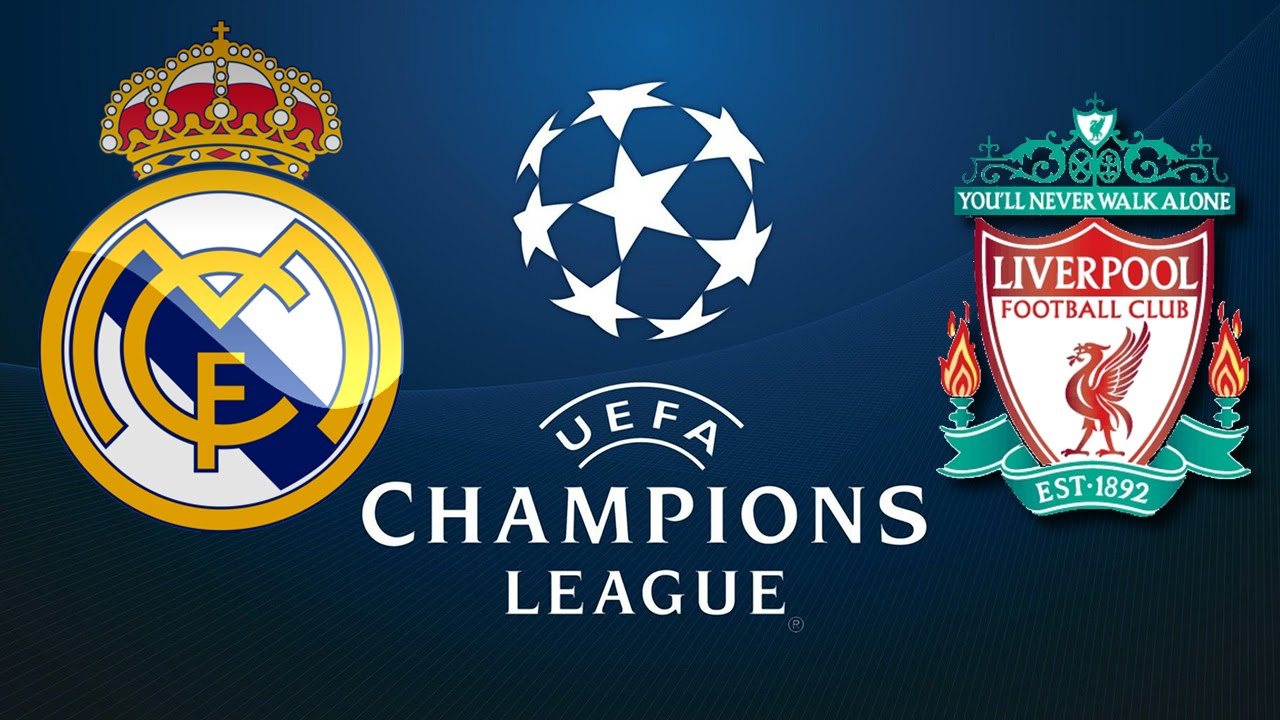 UEFA
CHAMPIONS
LEAGUE®
YOU'LL NEVER WALK ALONE
LIVERPOOL
FOOTBALL CLUB
EST·1892